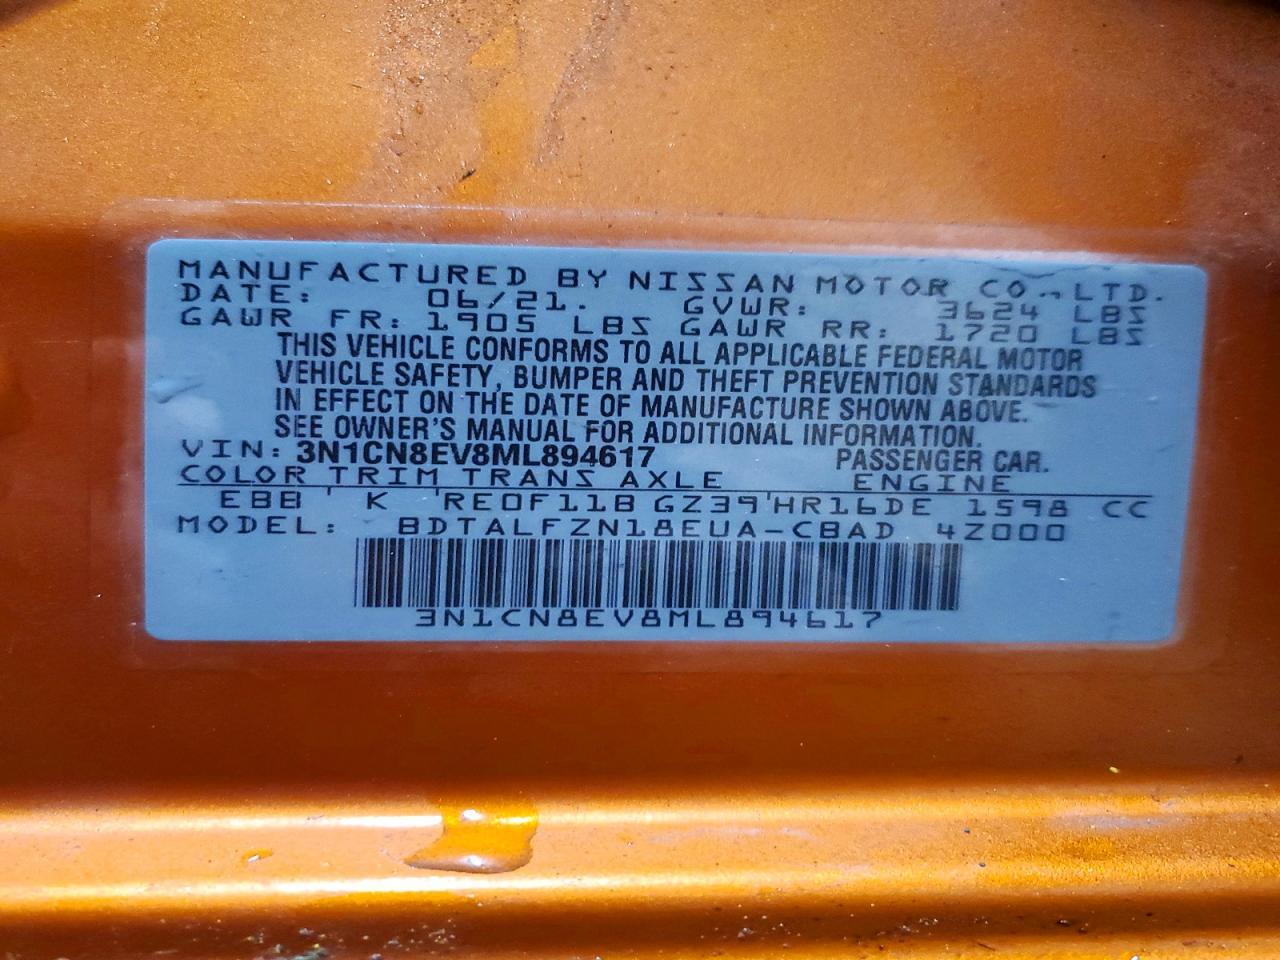 MANUFACTURED BY NISSAN MOTOR CO., LTD.
DATE: 06/21. GVWR: 3624 LBS
GAWR FR: 1905 LBS GAWR RR: 1720 LBS
THIS VEHICLE CONFORMS TO ALL APPLICABLE FEDERAL MOTOR
VEHICLE SAFETY, BUMPER AND THEFT PREVENTION STANDARDS
IN EFFECT ON THE DATE OF MANUFACTURE SHOWN ABOVE.
SEE OWNER'S MANUAL FOR ADDITIONAL INFORMATION.
VIN: 3N1CN8EV8ML894617 PASSENGER CAR.
COLOR TRIM TRANS AXLE ENGINE
EBB ' K 'RE0F11B GZ39'HR16DE 1598 CC
MODEL: BDTALFZN18EUA-CBAD 4Z000
3N1CN8EV8ML894617